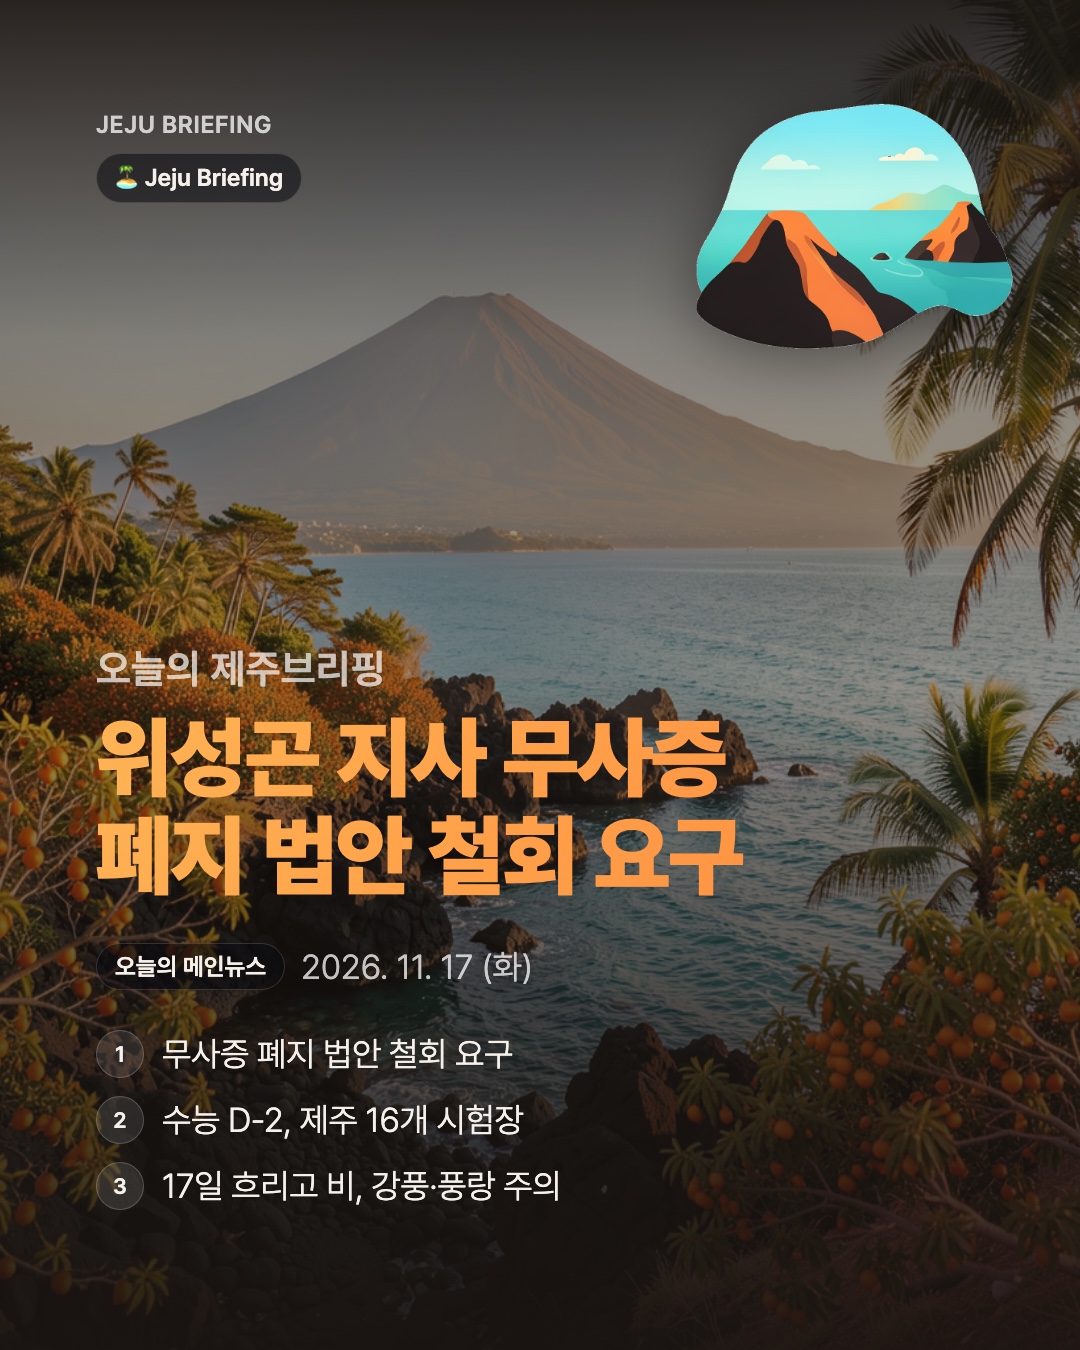 JEJU BRIEFING
🏝️ Jeju Briefing
오늘의 제주브리핑
위성곤 지사 무사증
폐지 법안 철회 요구
오늘의 메인뉴스 2026. 11. 17 (화)
1 무사증 폐지 법안 철회 요구
2 수능 D-2, 제주 16개 시험장
3 17일 흐리고 비, 강풍·풍랑 주의